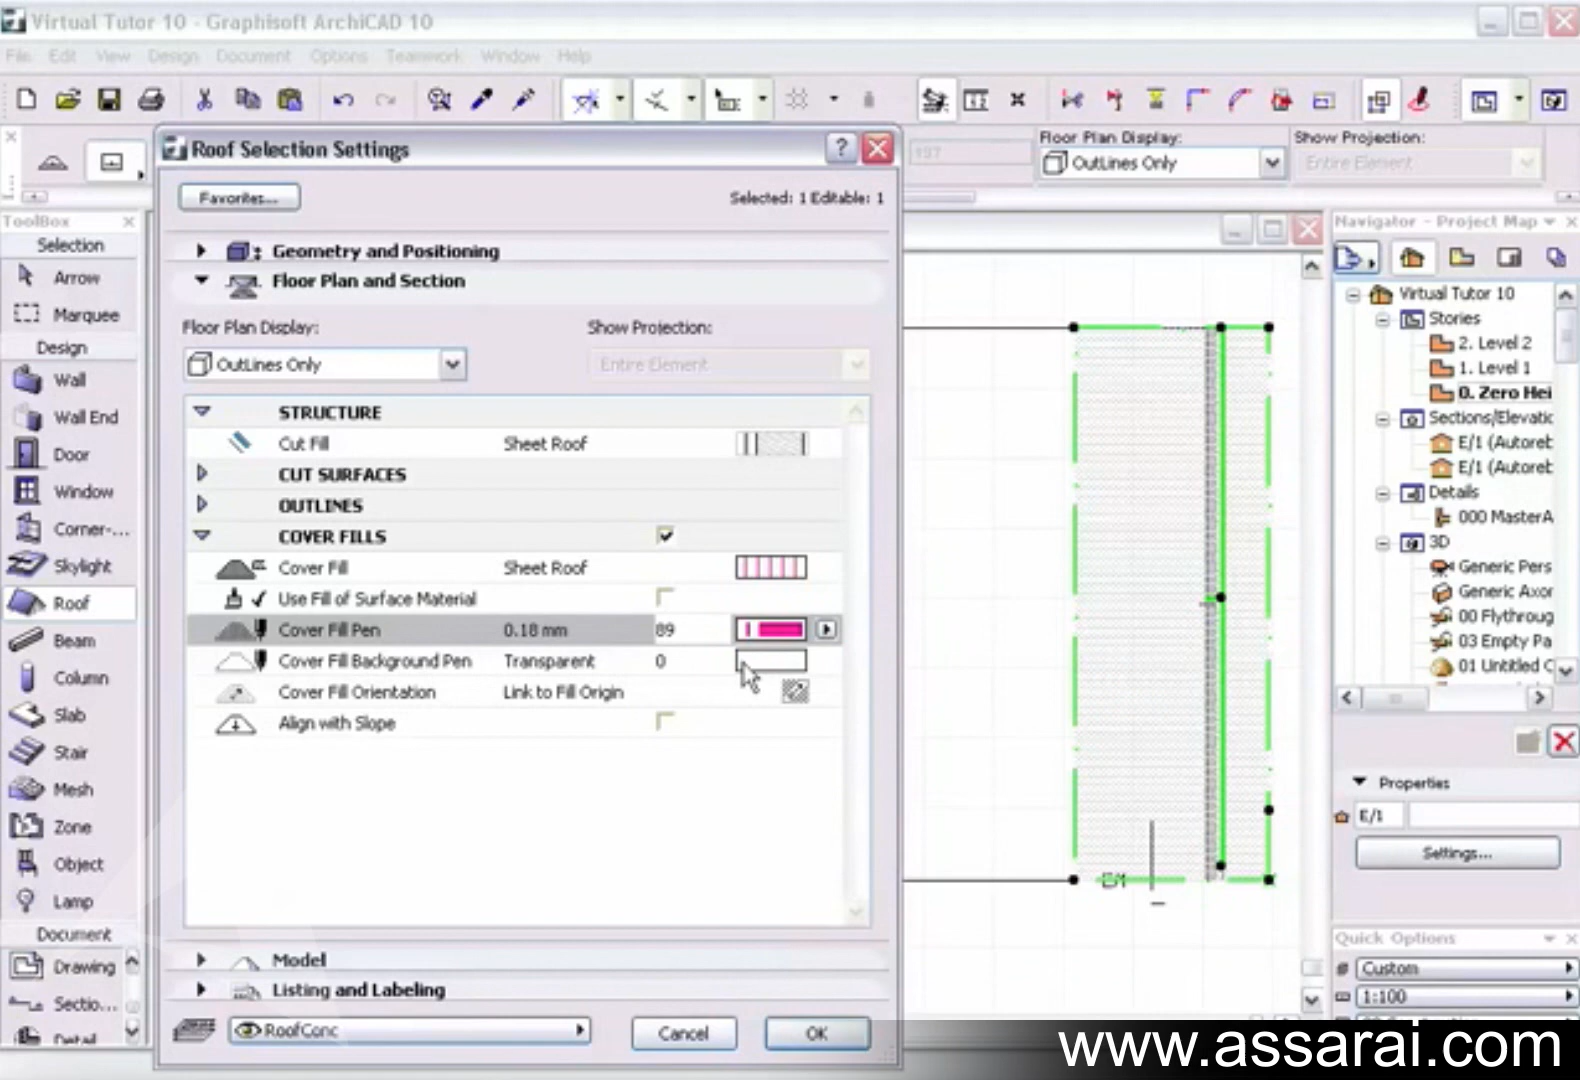 Virtual Tutor 10 - Graphisoft ArchiCAD 10
File Edit View Design Document Options Teamwork Window Help
Roof Selection Settings
Floor Plan Display:
Show Projection:
OutLines Only
Entire Element
Favorites...
Selected: 1 Editable: 1
ToolBox
Selection
Arrow
Marquee
Design
Wall
Wall End
Door
Window
Corner-...
Skylight
Roof
Beam
Column
Slab
Stair
Mesh
Zone
Object
Lamp
Document
Drawing
Sectio...
Detail
Geometry and Positioning
Floor Plan and Section
Floor Plan Display:
Show Projection:
OutLines Only
Entire Element
STRUCTURE
Cut Fill Sheet Roof
CUT SURFACES
OUTLINES
COVER FILLS
Cover Fill Sheet Roof
Use Fill of Surface Material
Cover Fill Pen 0.18 mm 89
Cover Fill Background Pen Transparent 0
Cover Fill Orientation Link to Fill Origin
Align with Slope
Model
Listing and Labeling
RoofConc
Cancel
OK
Navigator - Project Map
Virtual Tutor 10
Stories
2. Level 2
1. Level 1
0. Zero Hei
Sections/Elevatic
E/1 (Autoret
E/1 (Autoret
Details
000 MasterA
3D
Generic Pers
Generic Axor
00 Flythroug
03 Empty Pa
01 Untitled C
Properties
E/1
Settings...
Quick Options
Custom
1:100
www.assarai.com